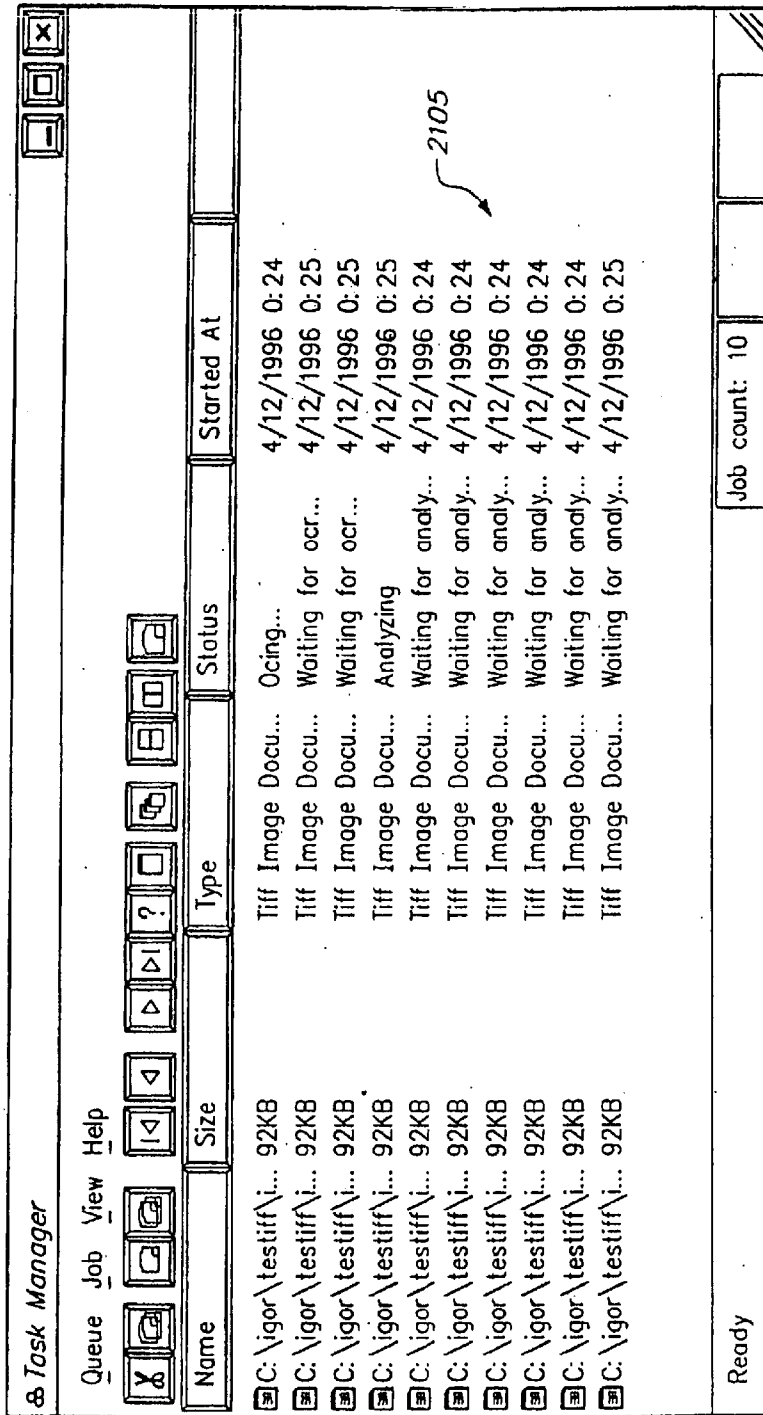 Task Manager
Queue Job View Help
?
Name Size Type Status Started At
C:\igor\testiff\i... 92KB Tiff Image Docu... Ocing... 4/12/1996 0:24
C:\igor\testiff\i... 92KB Tiff Image Docu... Waiting for ocr... 4/12/1996 0:25
C:\igor\testiff\i... 92KB Tiff Image Docu... Waiting for ocr... 4/12/1996 0:25
C:\igor\testiff\i... 92KB Tiff Image Docu... Analyzing 4/12/1996 0:25
C:\igor\testiff\i... 92KB Tiff Image Docu... Waiting for analy... 4/12/1996 0:24
C:\igor\testiff\i... 92KB Tiff Image Docu... Waiting for analy... 4/12/1996 0:24
C:\igor\testiff\i... 92KB Tiff Image Docu... Waiting for analy... 4/12/1996 0:24
C:\igor\testiff\i... 92KB Tiff Image Docu... Waiting for analy... 4/12/1996 0:24
C:\igor\testiff\i... 92KB Tiff Image Docu... Waiting for analy... 4/12/1996 0:24
C:\igor\testiff\i... 92KB Tiff Image Docu... Waiting for analy... 4/12/1996 0:25
2105
Ready Job count: 10